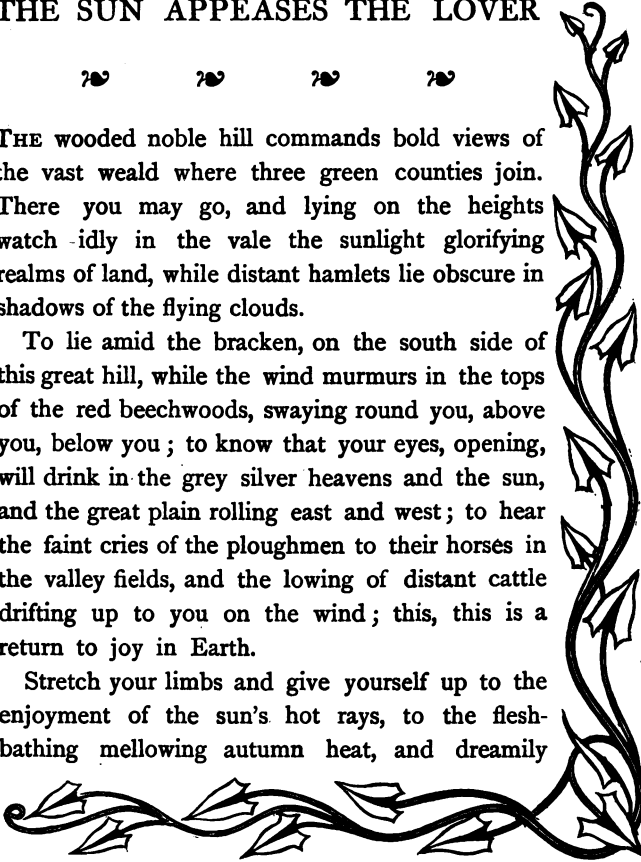 THE SUN APPEASES THE LOVER
THE wooded noble hill commands bold views of
the vast weald where three green counties join.
There you may go, and lying on the heights
watch idly in the vale the sunlight glorifying
realms of land, while distant hamlets lie obscure in
shadows of the flying clouds.
To lie amid the bracken, on the south side of
this great hill, while the wind murmurs in the tops
of the red beechwoods, swaying round you, above
you, below you; to know that your eyes, opening,
will drink in the grey silver heavens and the sun,
and the great plain rolling east and west; to hear
the faint cries of the ploughmen to their horses in
the valley fields, and the lowing of distant cattle
drifting up to you on the wind; this, this is a
return to joy in Earth.
Stretch your limbs and give yourself up to the
enjoyment of the sun's hot rays, to the flesh-
bathing mellowing autumn heat, and dreamily